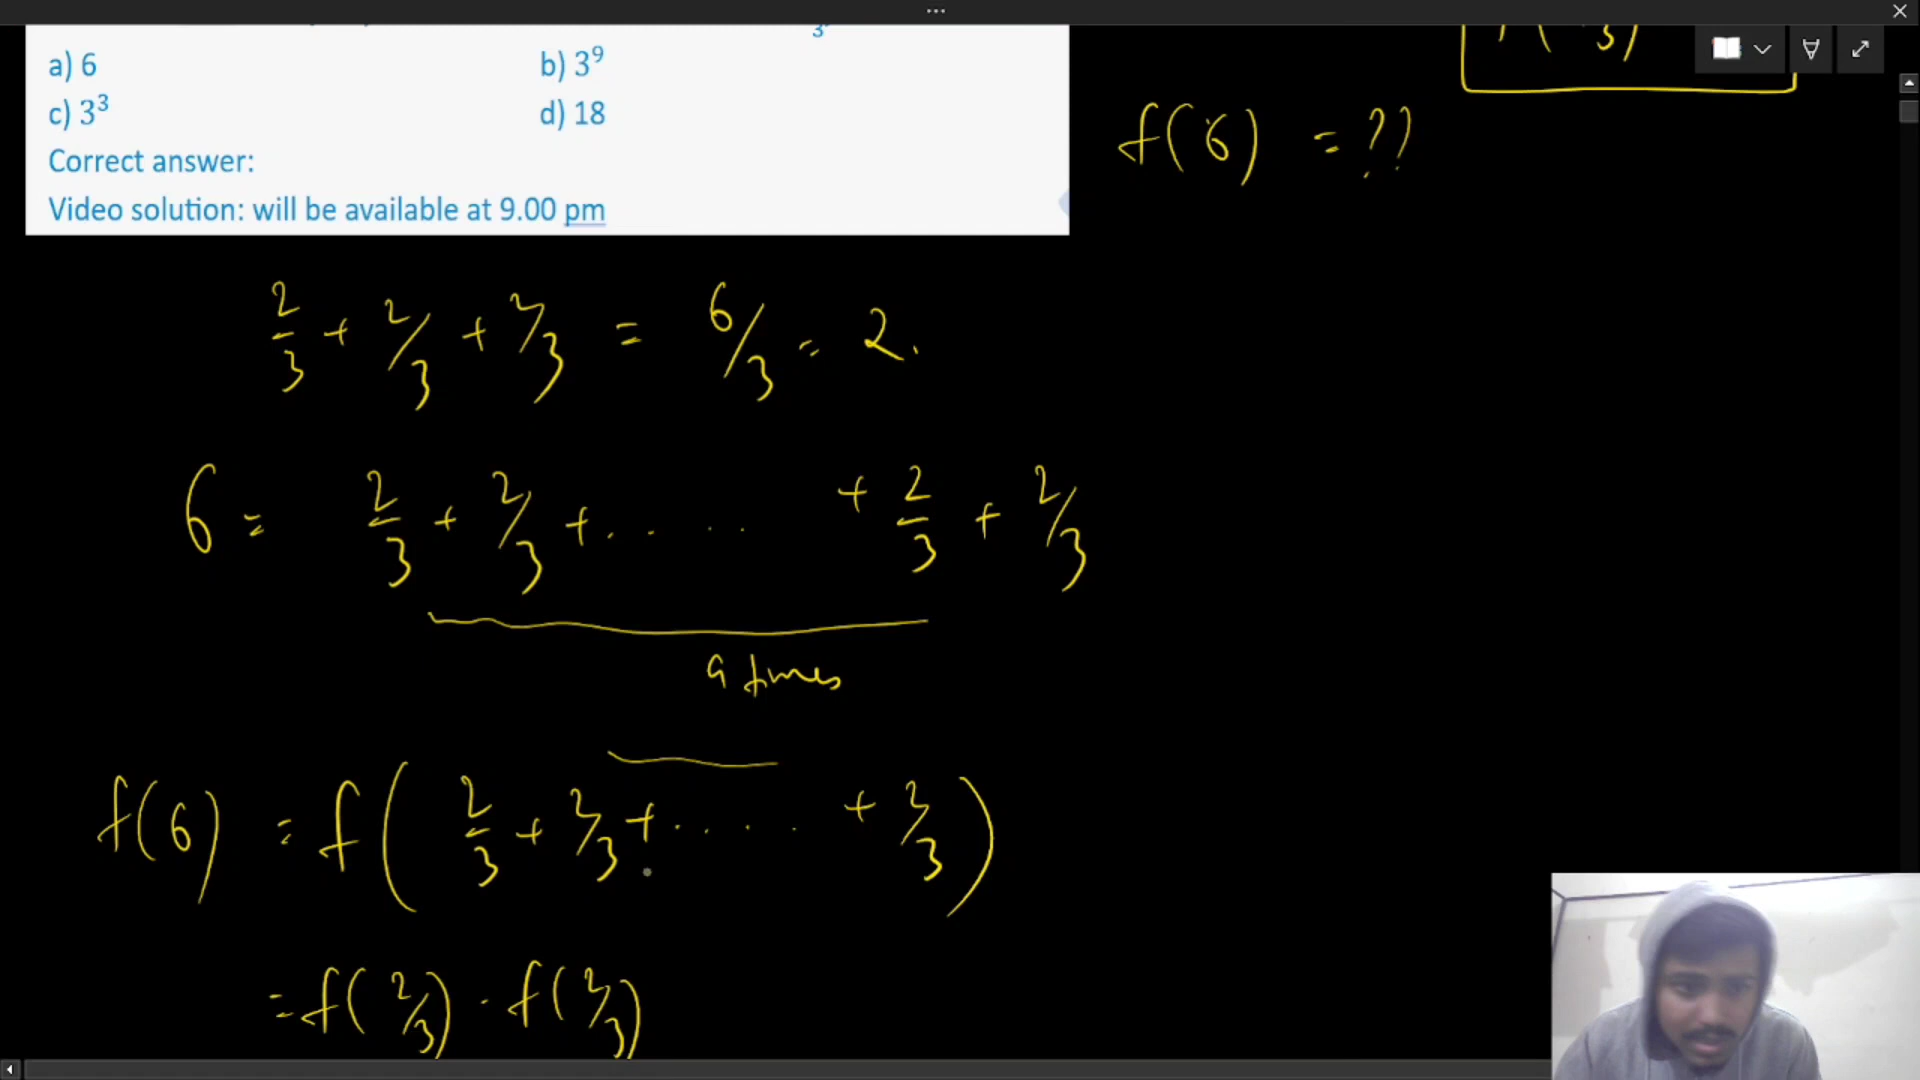 a) 6 b) 3⁹
c) 3³ d) 18
Correct answer:
Video solution: will be available at 9.00 pm
f(6) = ??
2/3 + 2/3 + 2/3 = 6/3 = 2.
6 = 2/3 + 2/3 + ..... + 2/3 + 2/3
9 times
f(6) = f( 2/3 + 2/3 + ..... + 2/3 )
= f(2/3) . f(2/3)